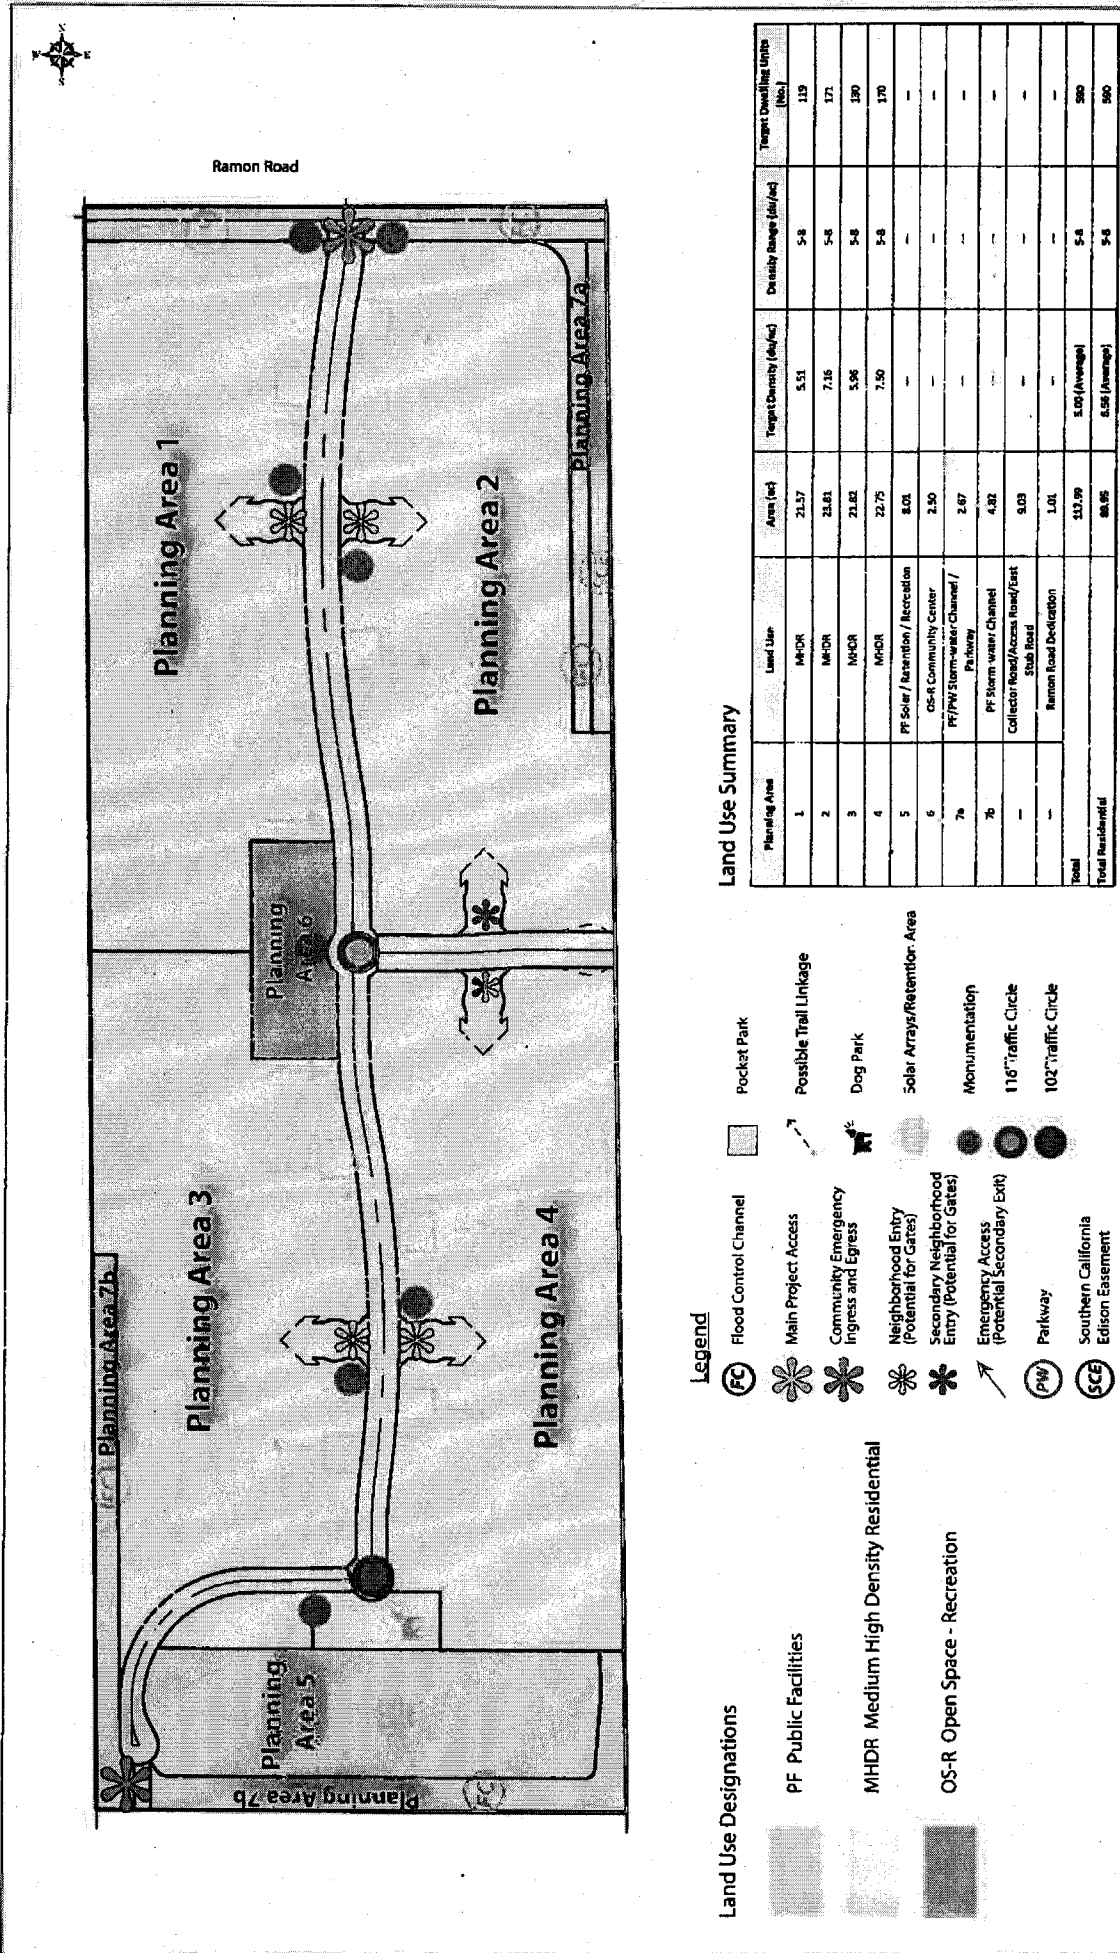 N
W
E
S
Ramon Road
Planning Area 1
Planning Area 2
Planning Area 7a
Planning
Area 6
Planning Area 3
Planning Area 4
Planning Area 7b
FC
Planning
Area 5
Planning Area 7b
FC
Land Use Designations
PF Public Facilities
MHDR Medium High Density Residential
OS-R Open Space - Recreation
Legend
FC Flood Control Channel
Main Project Access
Community Emergency
Ingress and Egress
Neighborhood Entry
(Potential for Gates)
Secondary Neighborhood
Entry (Potential for Gates)
Emergency Access
(Potential Secondary Exit)
PW Parkway
SCE Southern California
Edison Easement
Pocket Park
Possible Trail Linkage
Dog Park
Solar Arrays/Retention Area
Monumentation
116' Traffic Circle
102' Traffic Circle
Land Use Summary
Planning Area Land Use Area (ac) Target Density (du/ac) Density Range (du/ac) Target Dwelling Units (No.)
1 MHDR 21.57 5.51 5-8 119
2 MHDR 23.81 7.16 5-8 171
3 MHDR 21.82 5.96 5-8 130
4 MHDR 22.75 7.50 5-8 170
5 PF Solar / Retention / Recreation 8.01 -- -- --
6 OS-R Community Center 2.50 -- -- --
7a PF/PW Storm-water Channel / Parkway 2.67 -- -- --
7b PF Storm-water Channel 4.82 -- -- --
-- Collector Road/Access Road/East Stub Road 9.03 -- -- --
-- Ramon Road Dedication 1.01 -- -- --
Total 117.99 5.00 (Average) 5-8 590
Total Residential 89.95 6.56 (Average) 5-8 590